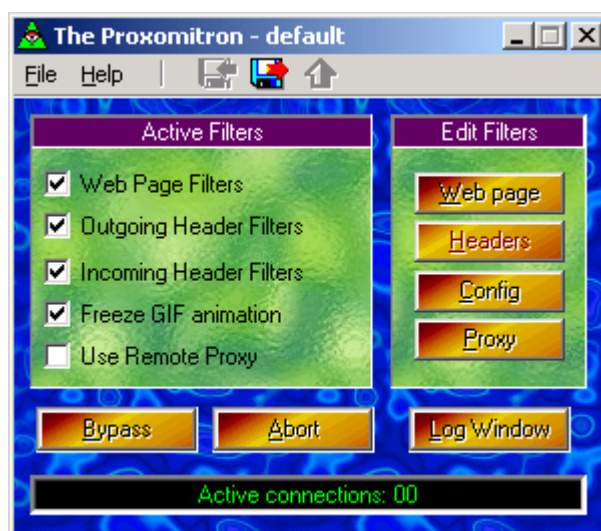 The Proxomitron - default
File Help
Active Filters
Web Page Filters
Outgoing Header Filters
Incoming Header Filters
Freeze GIF animation
Use Remote Proxy
Edit Filters
Web page
Headers
Config
Proxy
Bypass Abort Log Window
Active connections: 00